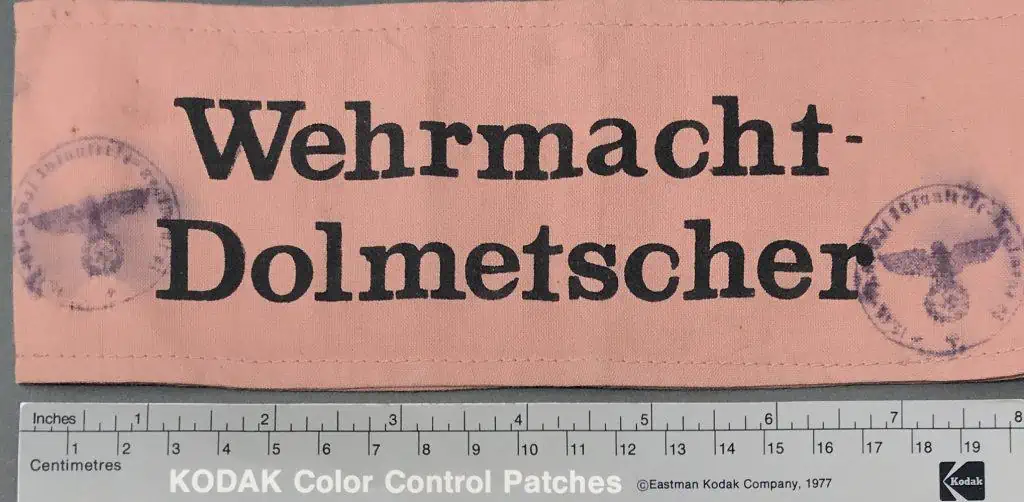 Wehrmacht-
Dolmetscher
Inches 1 2 3 4 5 6 7 8
1 2 3 4 5 6 7 8 9 10 11 12 13 14 15 16 17 18 19
Centimetres
KODAK Color Control Patches ©Eastman Kodak Company, 1977 Kodak